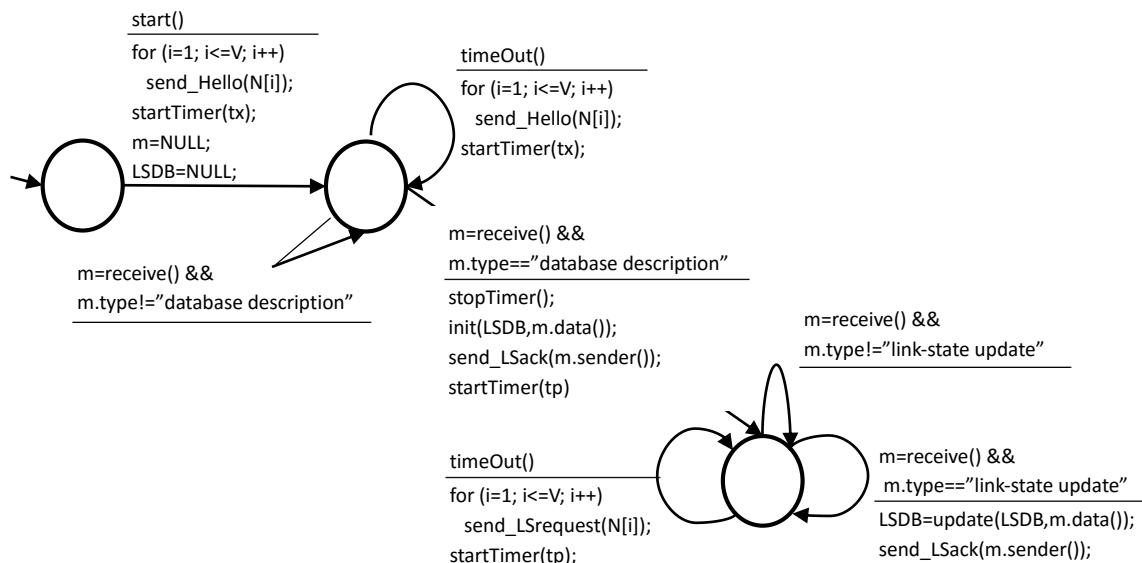 start()
for (i=1; i<=V; i++)
send_Hello(N[i]);
startTimer(tx);
m=NULL;
LSDB=NULL;
timeOut()
for (i=1; i<=V; i++)
send_Hello(N[i]);
startTimer(tx);
m=receive() &&
m.type!=”database description”
m=receive() &&
m.type==”database description”
stopTimer();
init(LSDB,m.data());
send_LSack(m.sender());
startTimer(tp)
m=receive() &&
m.type!=”link-state update”
timeOut()
for (i=1; i<=V; i++)
send_LSrequest(N[i]);
startTimer(tp);
m=receive() &&
m.type==”link-state update”
LSDB=update(LSDB,m.data());
send_LSack(m.sender());